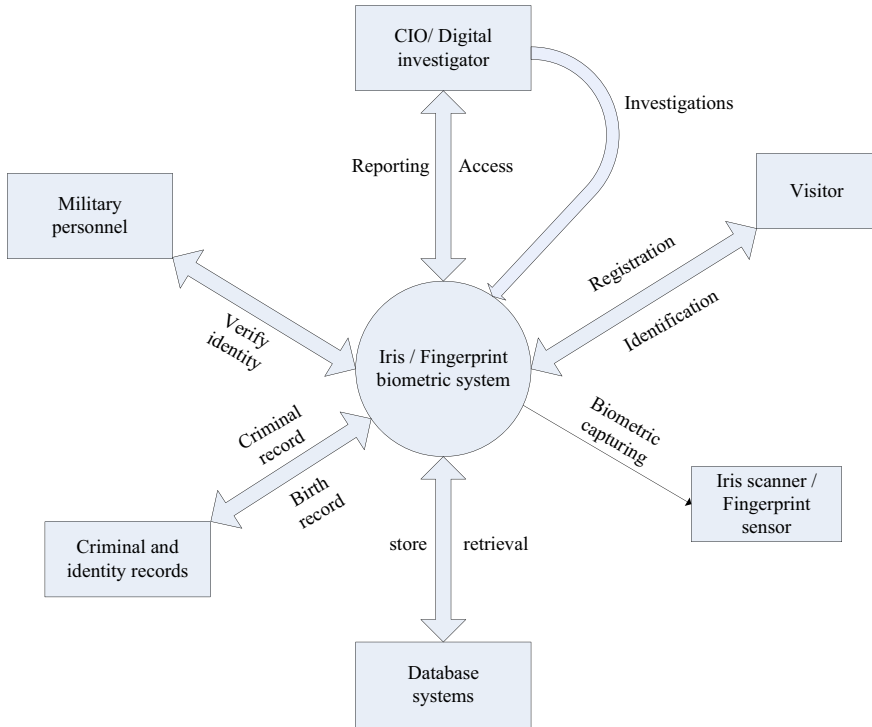 CIO/ Digital
investigator
Investigations
Reporting
Access
Military
personnel
Visitor
Registration
Identification
Verify
identity
Iris / Fingerprint
biometric system
Biometric
capturing
Criminal
record
Birth
record
Iris scanner /
Fingerprint
sensor
Criminal and
identity records
store
retrieval
Database
systems